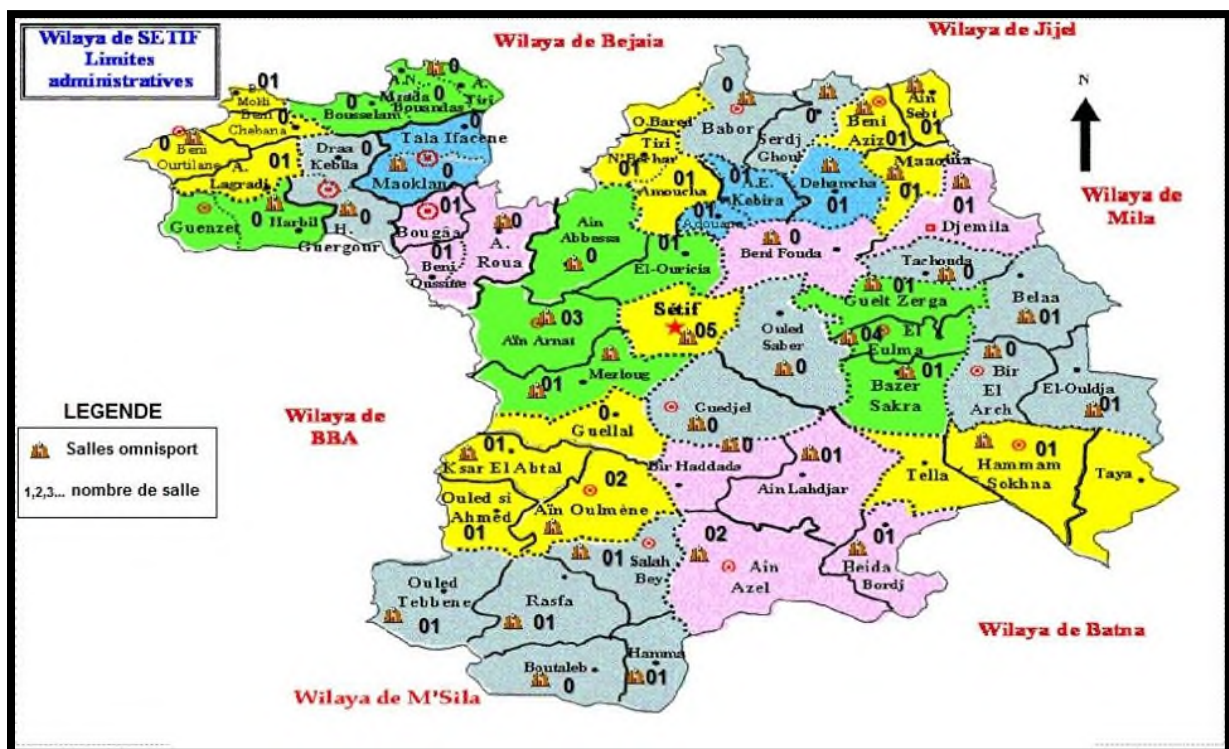 Wilaya de SETIF
Limites
administratives
Wilaya de Bejaia
Wilaya de Jijel
N
Wilaya de
Mila
Wilaya de
BBA
Wilaya de Batna
Wilaya de M'Sila
LEGENDE
Salles omnisport
1,2,3... nombre de salle
01
Mokli
Beni
Chebana
0
0
Beni
Ourtilane
A.
Lagradj
01
Guenzet
0
Harbil
0
Bousselam
A.N.
Mzada
0
Bouandas
0
A.
Tiri
Draa
Kebila
0
Tala Ifacene
0
Maoklan
0
H.
Guergour
0
Bougâa
01
Beni
Oussine
01
A.
Roua
0
O.Bared
Tiri
N'Bechar
01
Amoucha
01
Babor
0
Serdj
Ghoul
0
Beni
Aziz
01
Ain
Sebt
01
Maaouia
01
A.E.
Kebira
01
Adouane
01
Dehamcha
01
Djemila
01
Beni Fouda
0
Tachouda
0
Belaa
01
Ain
Abbessa
0
El-Ouricia
01
Sétif
05
Aïn Arnat
03
Mezloug
01
Ouled
Saber
0
Guelt Zerga
01
El
Eulma
04
Bazer
Sakra
01
Bir
El
Arch
0
El-Ouldja
01
Guedjel
0
Guellal
0
Ksar El Abtal
01
Ouled si
Ahmed
01
Aïn Oulmène
02
Bir Haddada
0
Ain Lahdjar
01
Tella
Hammam
Sokhna
01
Taya
Salah
Bey
01
Ain
Azel
02
Beida
Bordj
01
Ouled
Tebbene
01
Rasfa
01
Boutaleb
0
Hamma
01